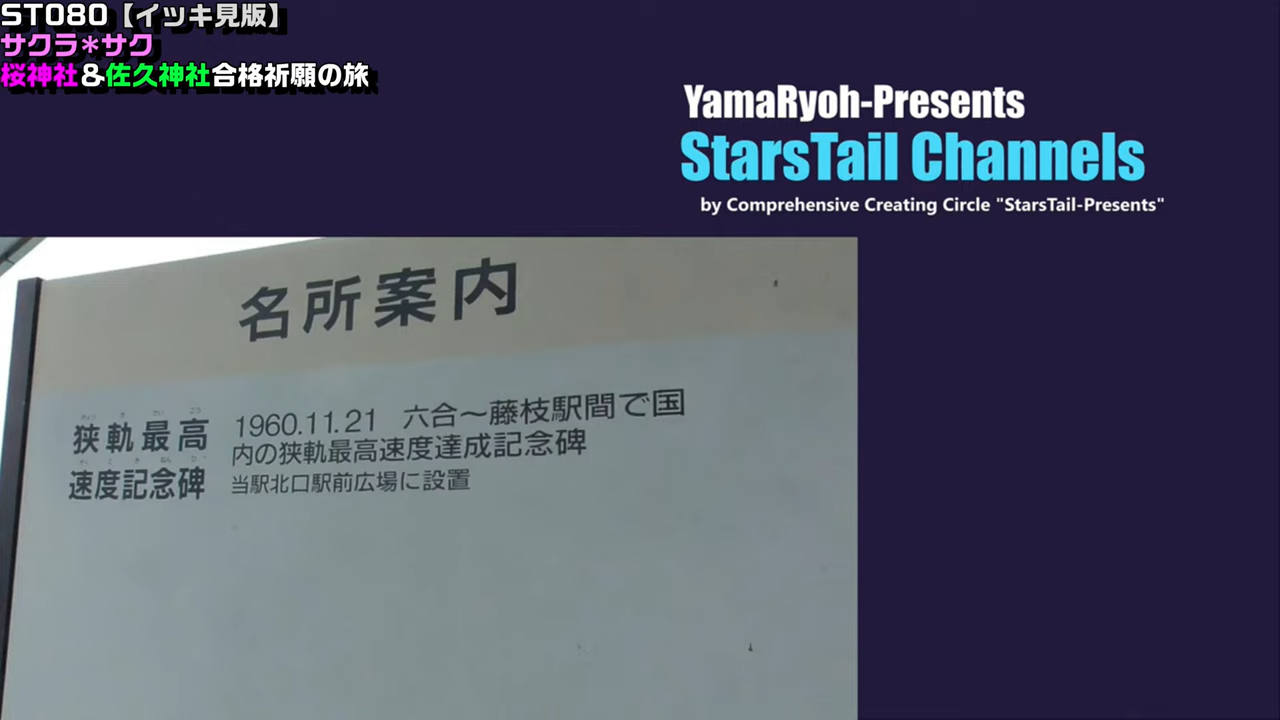 ST080【イッキ見版】
サクラ＊サク
桜神社＆佐久神社合格祈願の旅
YamaRyoh-Presents
StarsTail Channels
by Comprehensive Creating Circle "StarsTail-Presents"
名所案内
狭軌最高
速度記念碑
1960.11.21 六合～藤枝駅間で国
内の狭軌最高速度達成記念碑
当駅北口駅前広場に設置